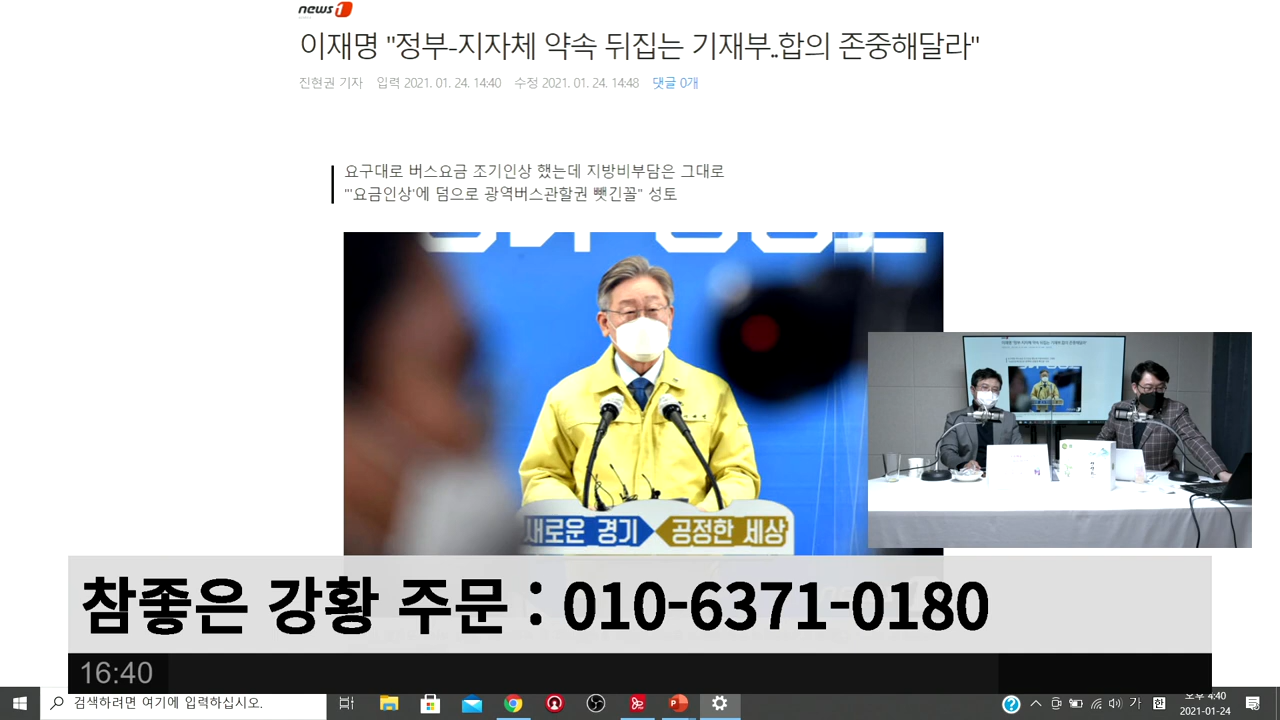 news1
이재명 "정부-지자체 약속 뒤집는 기재부..합의 존중해달라"
진현권 기자 입력 2021. 01. 24. 14:40 수정 2021. 01. 24. 14:48 댓글 0개
요구대로 버스요금 조기인상 했는데 지방비부담은 그대로
"'요금인상'에 덤으로 광역버스관할권 뺏긴꼴" 성토
새로운 경기 공정한 세상
참좋은 강황 주문 : 010-6371-0180
16:40
검색하려면 여기에 입력하십시오.
가 한
오후 4:40
2021-01-24